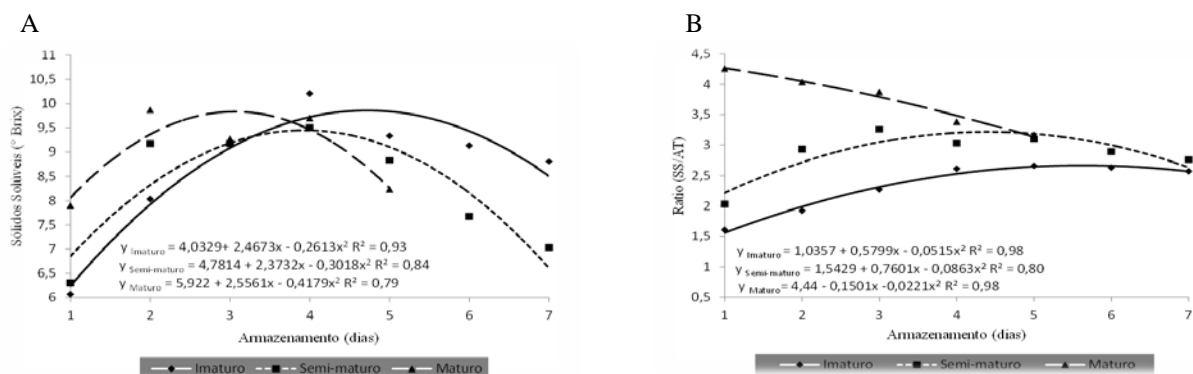 A
Sólidos Solúveis (° Brix)
11
10,5
10
9,5
9
8,5
8
7,5
7
6,5
6
y Imaturo = 4,0329+ 2,4673x - 0,2613x² R² = 0,93
y Semi-maturo = 4,7814 + 2,3732x - 0,3018x² R² = 0,84
y Maturo = 5,922 + 2,5561x - 0,4179x² R² = 0,79
1 2 3 4 5 6 7
Armazenamento (dias)
Imaturo Semi-maturo Maturo
B
Ratio (SS/AT)
4,5
4
3,5
3
2,5
2
1,5
1
0,5
y Imaturo = 1,0357 + 0,5799x - 0,0515x² R² = 0,98
y Semi-maturo = 1,5429 + 0,7601x - 0,0863x² R² = 0,80
y Maturo = 4,44 - 0,1501x -0,0221x² R² = 0,98
1 2 3 4 5 6 7
Armazenamento (dias)
Imaturo Semi-maturo Maturo